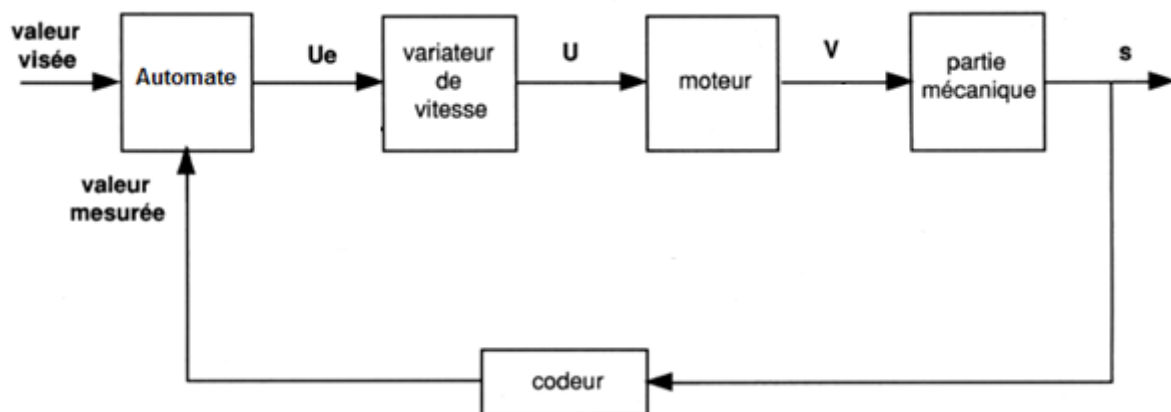 valeur
visée
Automate
Ue
variateur
de
vitesse
U
moteur
V
partie
mécanique
s
valeur
mesurée
codeur